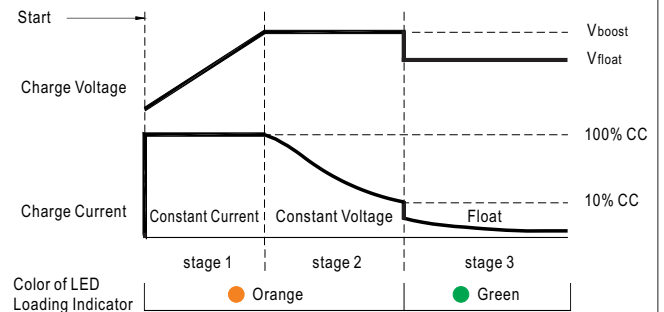 Start
Vboost
Vfloat
Charge Voltage
100% CC
10% CC
Charge Current
Constant Current
Constant Voltage
Float
stage 1
stage 2
stage 3
Color of LED
Loading Indicator
Orange
Green